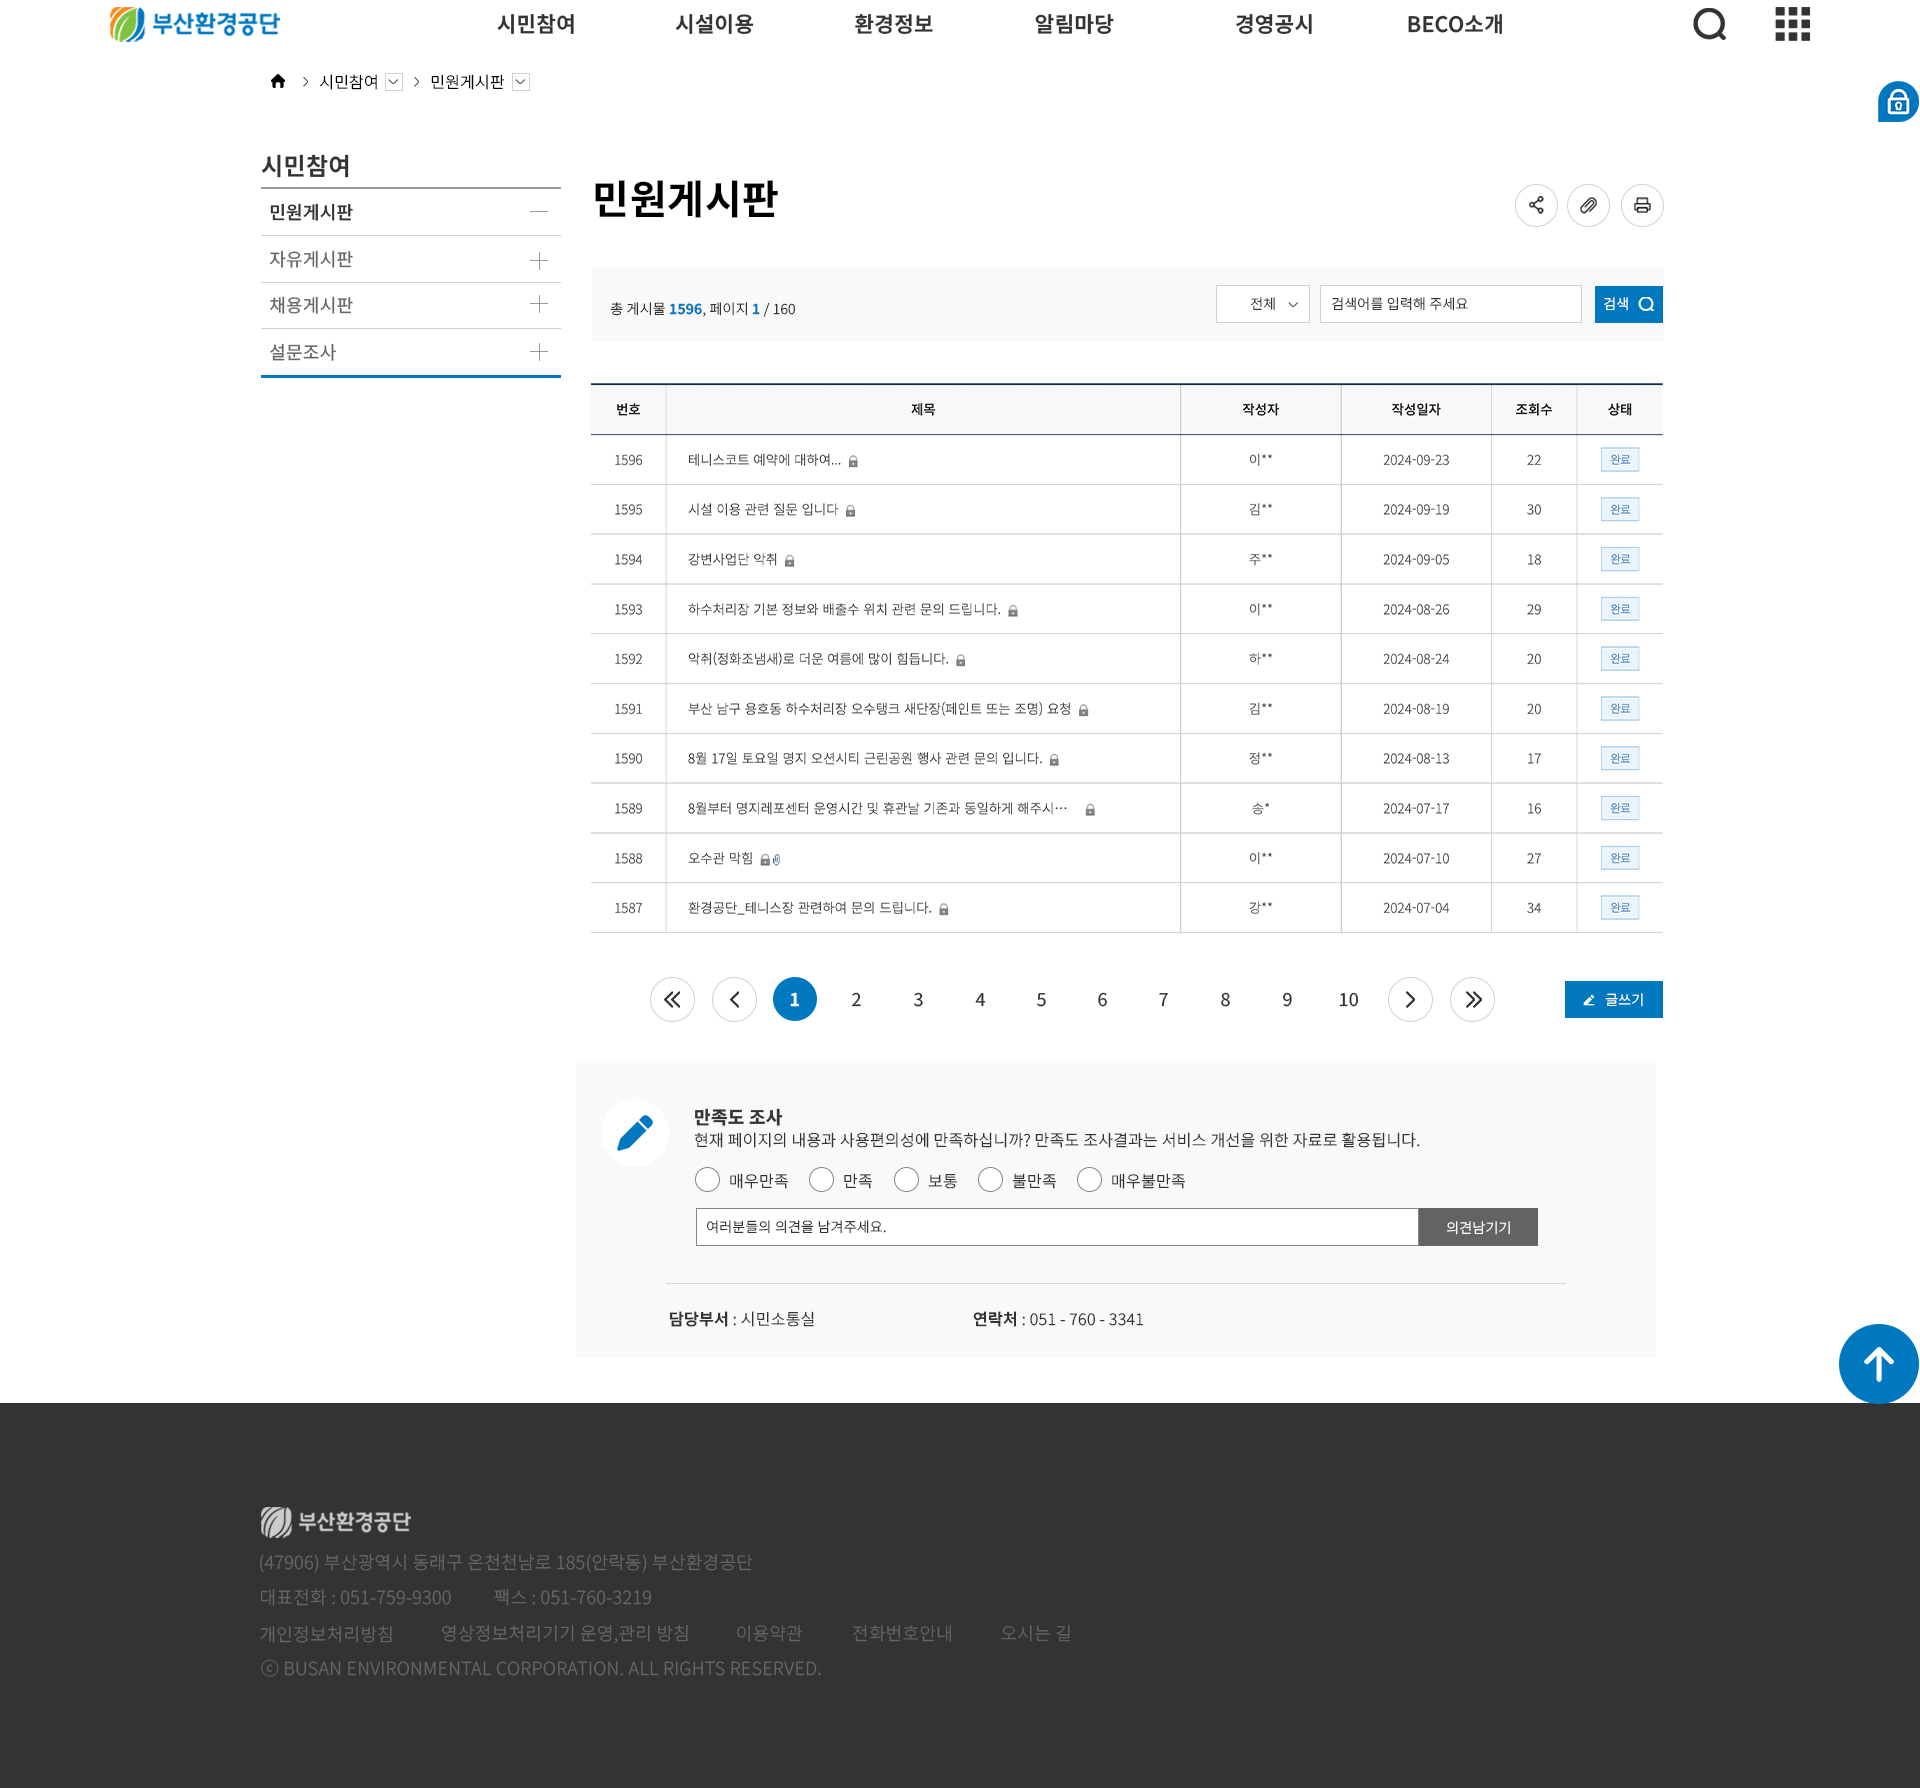 부산환경공단 시민참여 시설이용 환경정보 알림마당 경영공시 BECO소개
시민참여 민원게시판
시민참여
민원게시판
자유게시판
채용게시판
설문조사
민원게시판
총 게시물 1596, 페이지 1 / 160 전체 검색어를 입력해 주세요 검색
번호 제목 작성자 작성일자 조회수 상태
1596 테니스코트 예약에 대하여... 이** 2024-09-23 22 완료
1595 시설 이용 관련 질문 입니다 김** 2024-09-19 30 완료
1594 강변사업단 악취 주** 2024-09-05 18 완료
1593 하수처리장 기본 정보와 배출수 위치 관련 문의 드립니다. 이** 2024-08-26 29 완료
1592 악취(정화조냄새)로 더운 여름에 많이 힘듭니다. 하** 2024-08-24 20 완료
1591 부산 남구 용호동 하수처리장 오수탱크 새단장(페인트 또는 조명) 요청 김** 2024-08-19 20 완료
1590 8월 17일 토요일 명지 오션시티 근린공원 행사 관련 문의 입니다. 정** 2024-08-13 17 완료
1589 8월부터 명지레포센터 운영시간 및 휴관날 기존과 동일하게 해주시… 송* 2024-07-17 16 완료
1588 오수관 막힘 이** 2024-07-10 27 완료
1587 환경공단_테니스장 관련하여 문의 드립니다. 강** 2024-07-04 34 완료
1 2 3 4 5 6 7 8 9 10 글쓰기
만족도 조사
현재 페이지의 내용과 사용편의성에 만족하십니까? 만족도 조사결과는 서비스 개선을 위한 자료로 활용됩니다.
매우만족 만족 보통 불만족 매우불만족
여러분들의 의견을 남겨주세요. 의견남기기
담당부서 : 시민소통실 연락처 : 051 - 760 - 3341
부산환경공단
(47906) 부산광역시 동래구 온천천남로 185(안락동) 부산환경공단
대표전화 : 051-759-9300 팩스 : 051-760-3219
개인정보처리방침 영상정보처리기기 운영,관리 방침 이용약관 전화번호안내 오시는 길
ⓒ BUSAN ENVIRONMENTAL CORPORATION. ALL RIGHTS RESERVED.